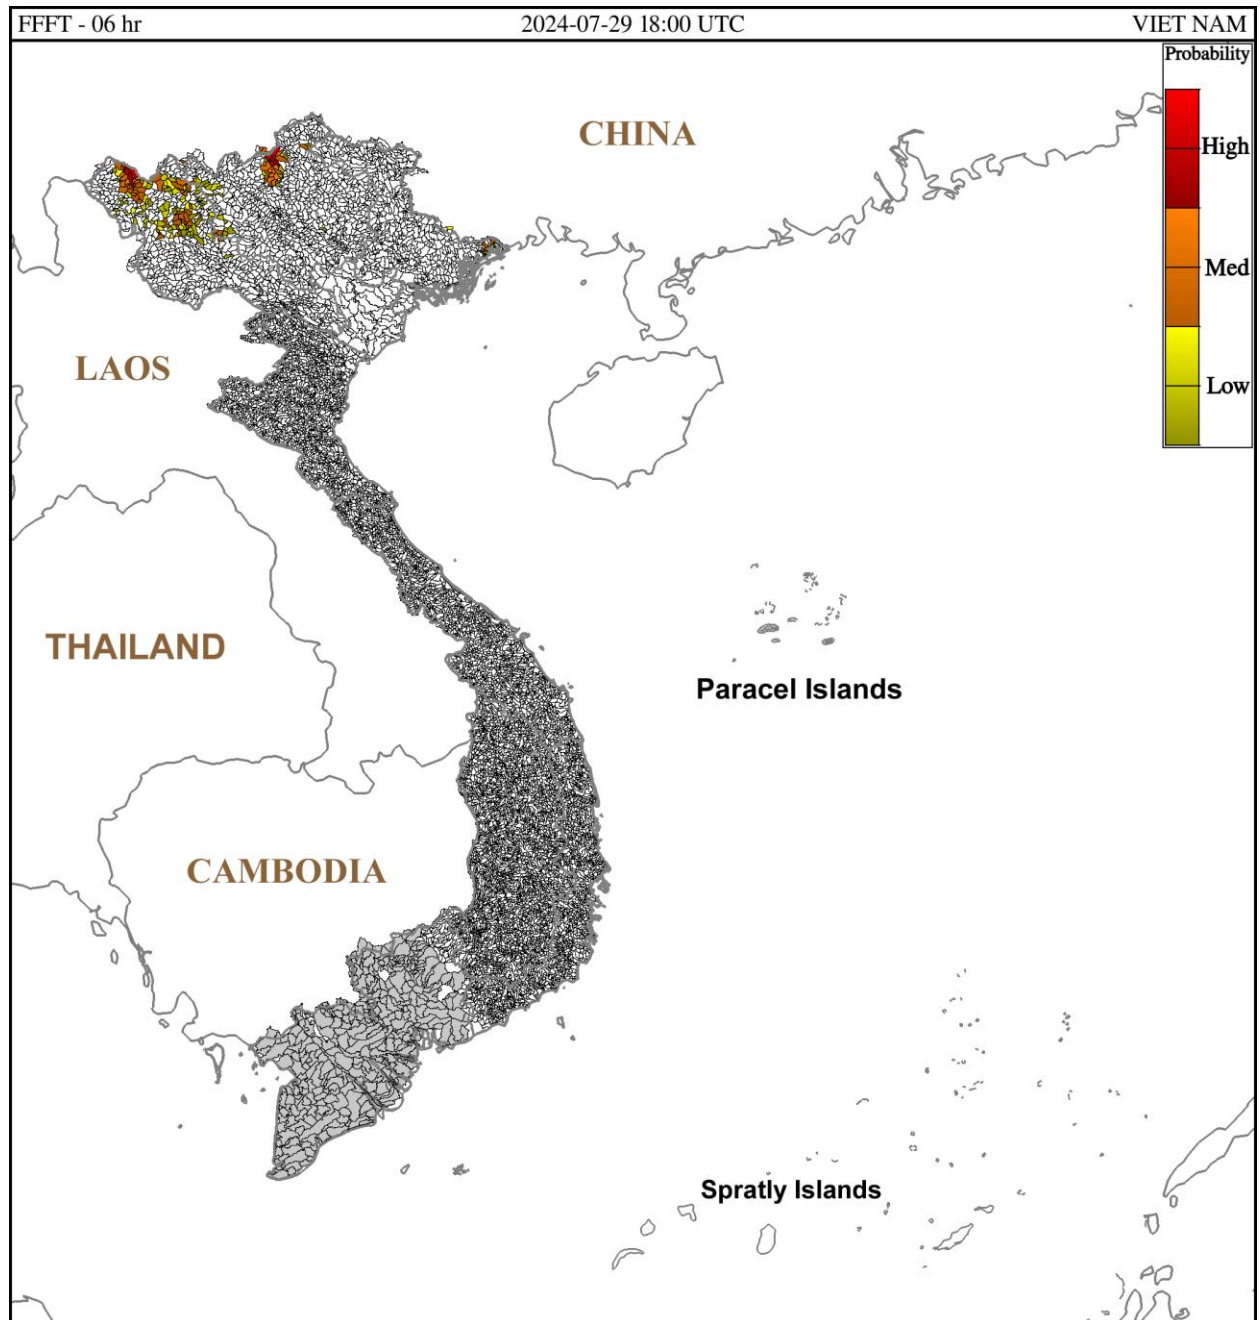 FFFT - 06 hr 2024-07-29 18:00 UTC VIET NAM
Probability
CHINA
High
Med
LAOS
Low
THAILAND
Paracel Islands
CAMBODIA
Spratly Islands